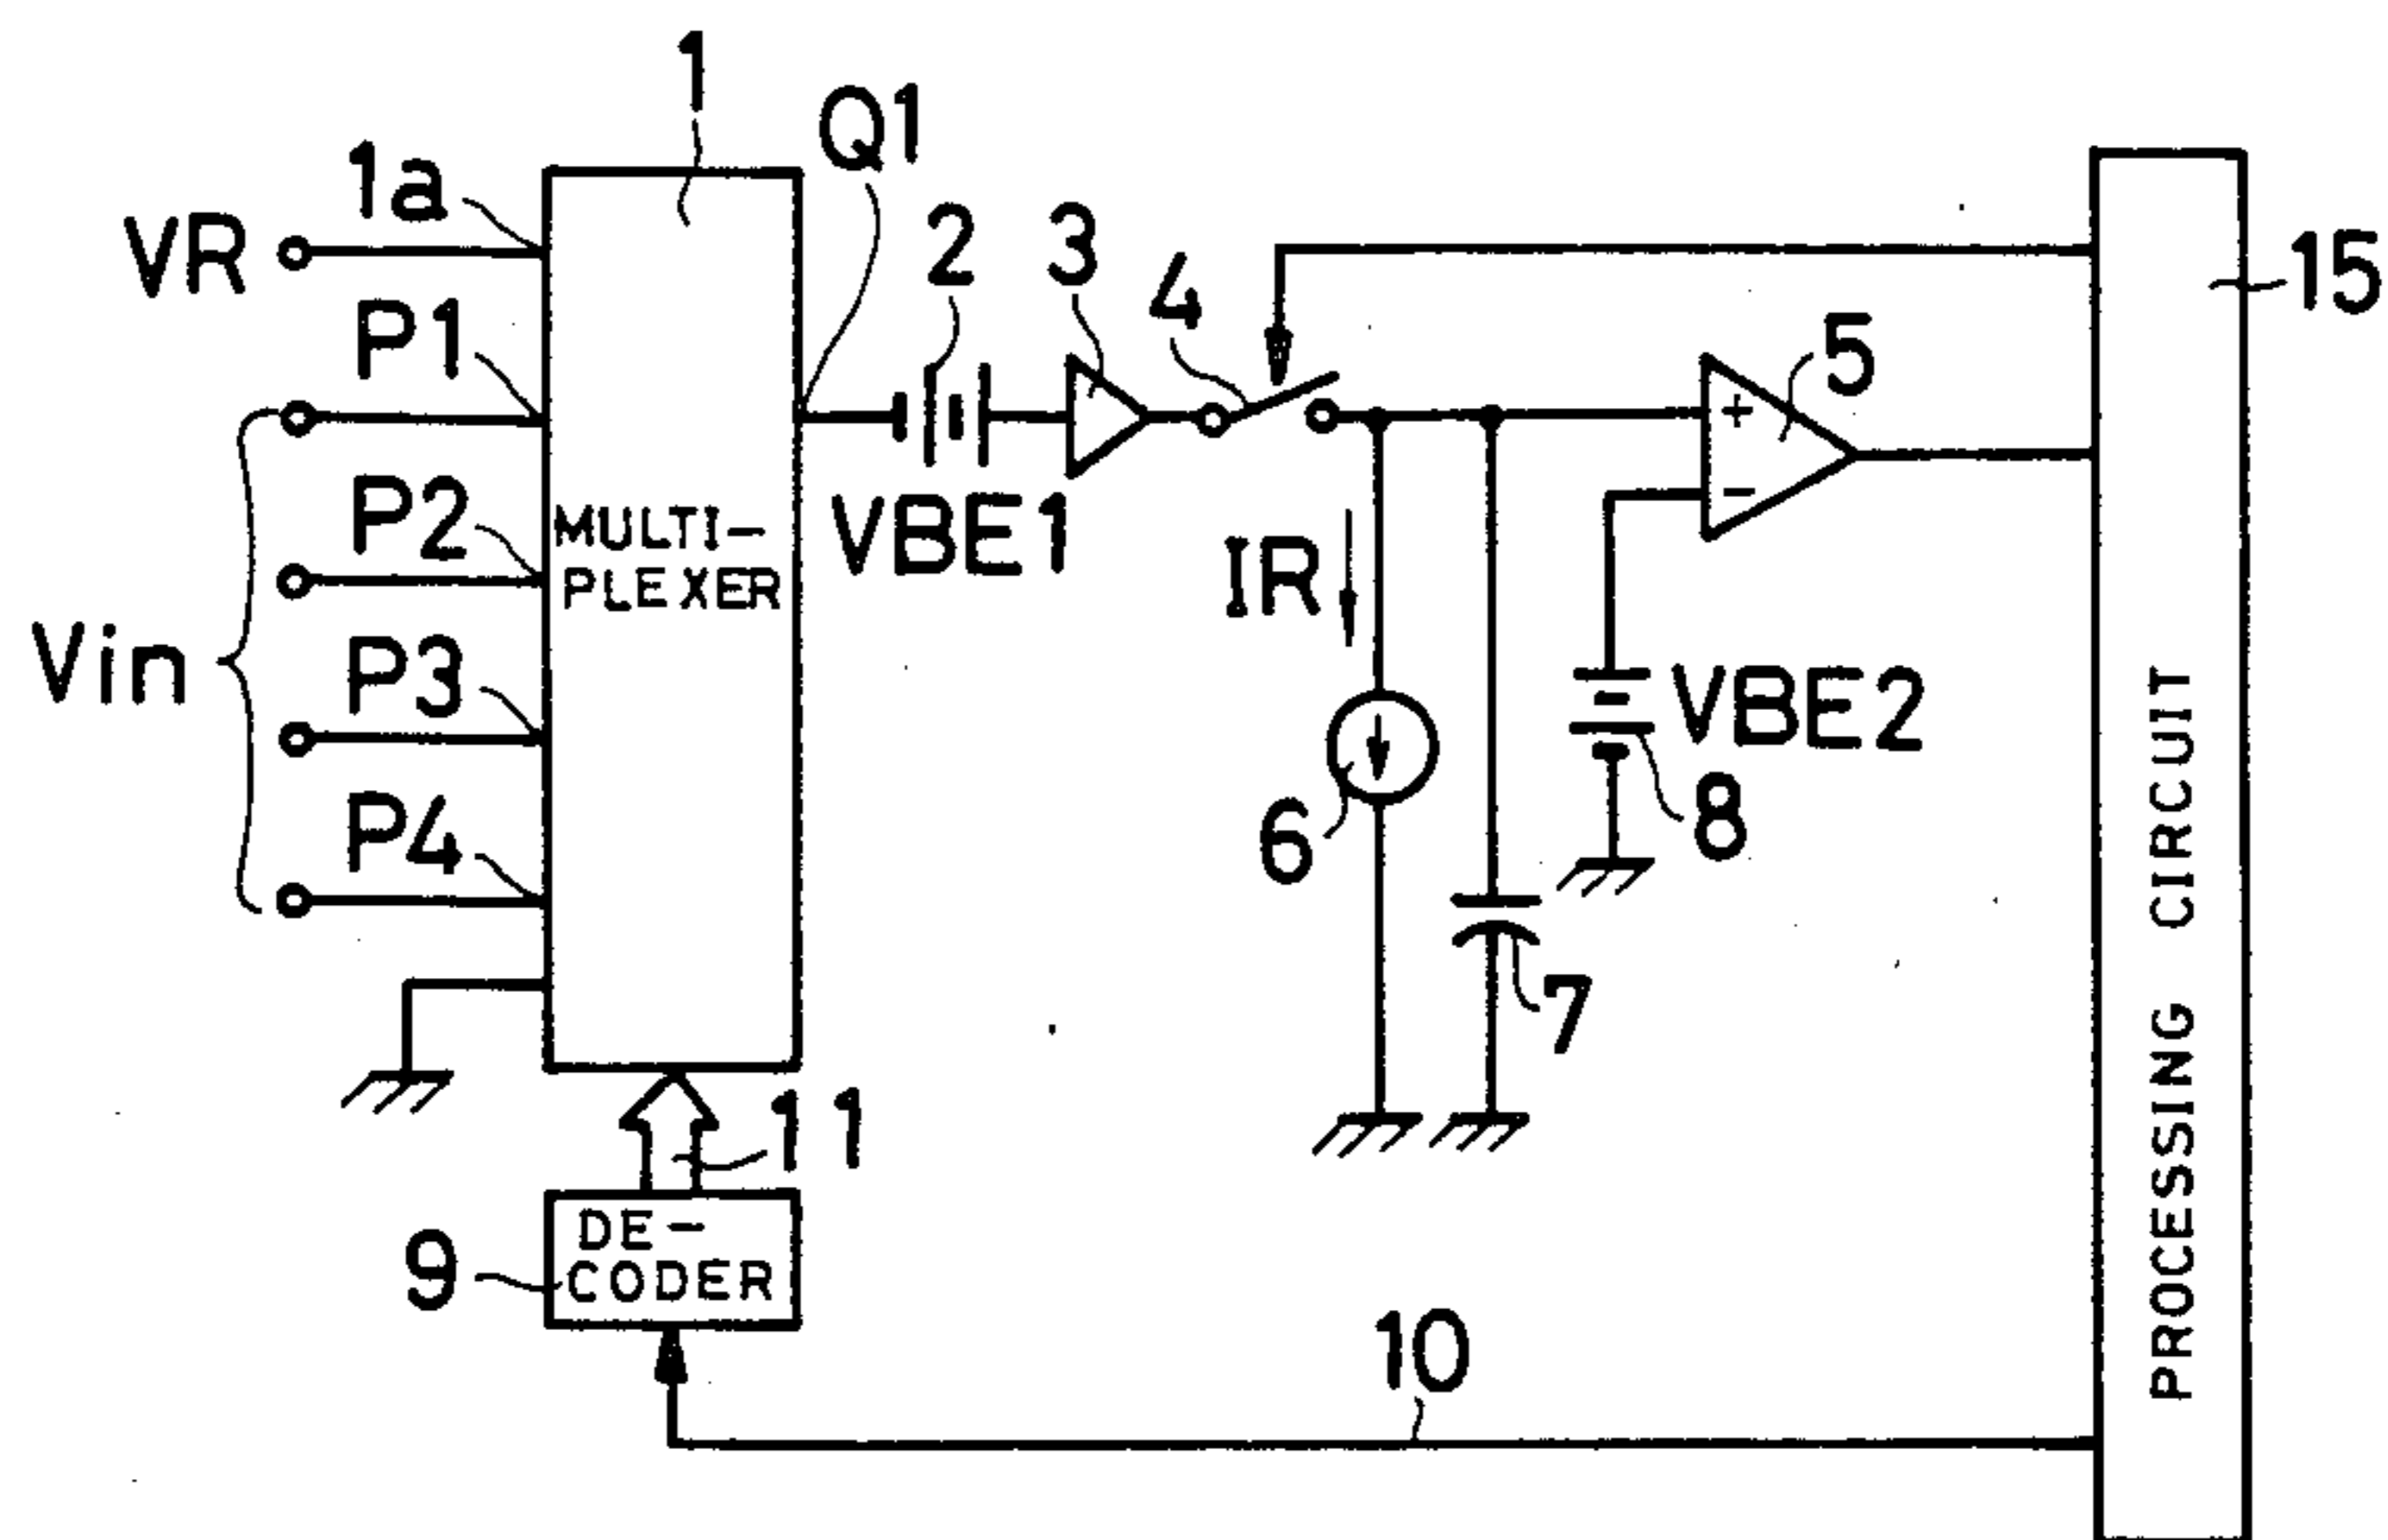 1
Q1
1a
VR
P1
2
3
4
15
5
P2
MULTI-
PLEXER
VBE1
IR
+
-
Vin
P3
VBE2
P4
6
8
7
11
DE-
CODER
9
10
PROCESSING CIRCUIT